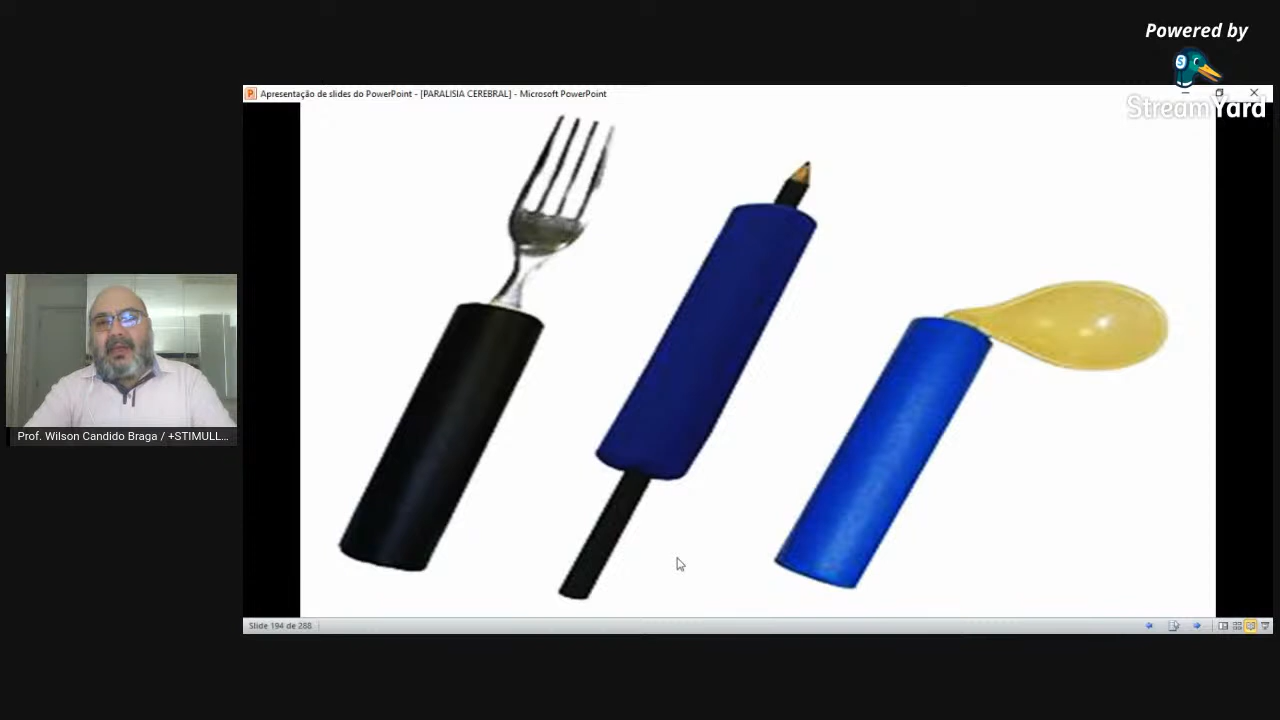 Powered by
StreamYard
Apresentação de slides do PowerPoint - [PARALISIA CEREBRAL] - Microsoft PowerPoint
Prof. Wilson Candido Braga / +STIMULL...
Slide 194 de 288